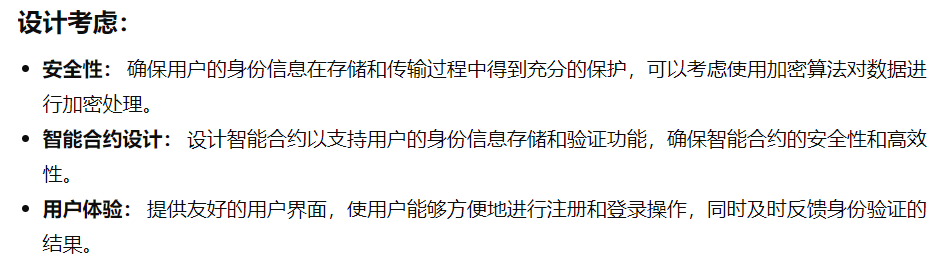 设计考虑：
• 安全性： 确保用户的身份信息在存储和传输过程中得到充分的保护，可以考虑使用加密算法对数据进
行加密处理。
• 智能合约设计： 设计智能合约以支持用户的身份信息存储和验证功能，确保智能合约的安全性和高效
性。
• 用户体验： 提供友好的用户界面，使用户能够方便地进行注册和登录操作，同时及时反馈身份验证的
结果。